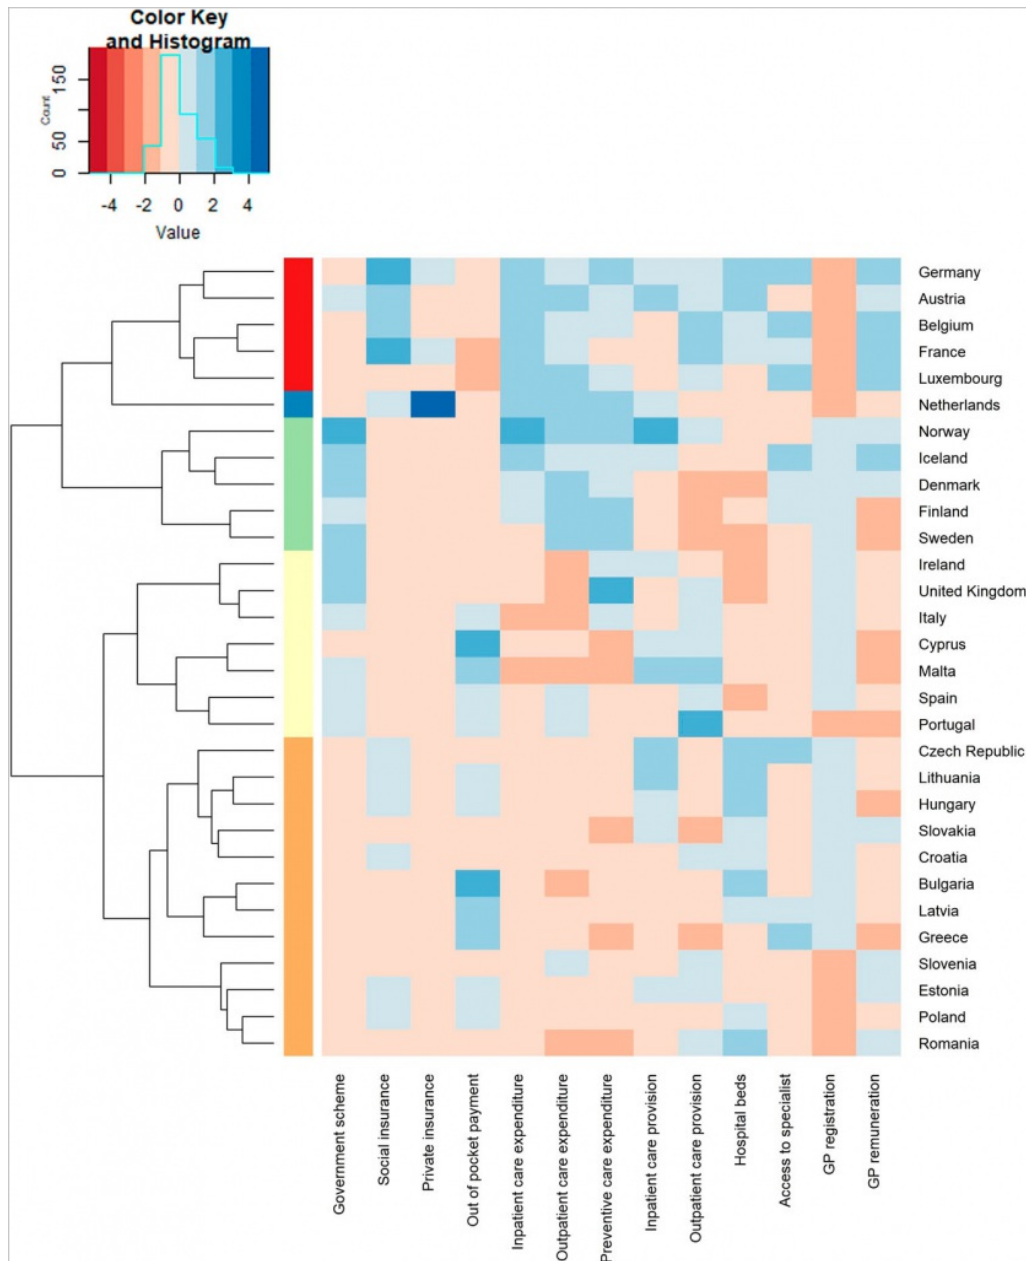 Color Key
and Histogram
Count
0
50
150
-4
-2
0
2
4
Value
Germany
Austria
Belgium
France
Luxembourg
Netherlands
Norway
Iceland
Denmark
Finland
Sweden
Ireland
United Kingdom
Italy
Cyprus
Malta
Spain
Portugal
Czech Republic
Lithuania
Hungary
Slovakia
Croatia
Bulgaria
Latvia
Greece
Slovenia
Estonia
Poland
Romania
Government scheme
Social insurance
Private insurance
Out of pocket payment
Inpatient care expenditure
Outpatient care expenditure
Preventive care expenditure
Inpatient care provision
Outpatient care provision
Hospital beds
Access to specialist
GP registration
GP remuneration